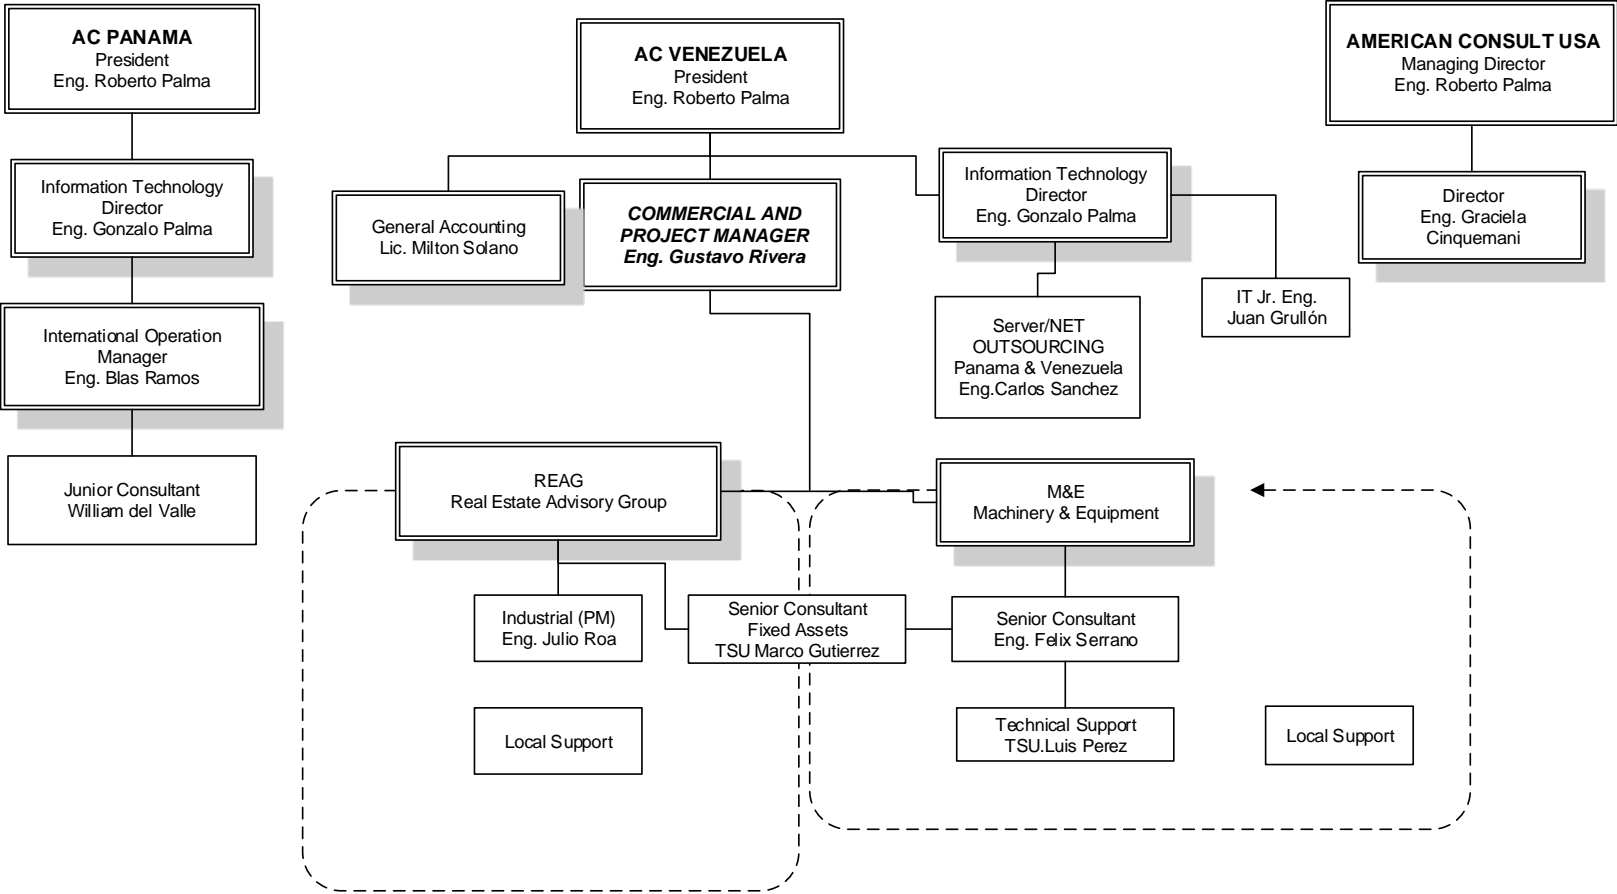 AC PANAMA
President
Eng. Roberto Palma
AC VENEZUELA
President
Eng. Roberto Palma
AMERICAN CONSULT USA
Managing Director
Eng. Roberto Palma
Information Technology
Director
Eng. Gonzalo Palma
General Accounting
Lic. Milton Solano
COMMERCIAL AND
PROJECT MANAGER
Eng. Gustavo Rivera
Information Technology
Director
Eng. Gonzalo Palma
Director
Eng. Graciela
Cinquemani
IT Jr. Eng.
Juan Grullón
International Operation
Manager
Eng. Blas Ramos
Server/NET
OUTSOURCING
Panama & Venezuela
Eng.Carlos Sanchez
Junior Consultant
William del Valle
REAG
Real Estate Advisory Group
M&E
Machinery & Equipment
Industrial (PM)
Eng. Julio Roa
Senior Consultant
Fixed Assets
TSU Marco Gutierrez
Senior Consultant
Eng. Felix Serrano
Local Support
Technical Support
TSU.Luis Perez
Local Support